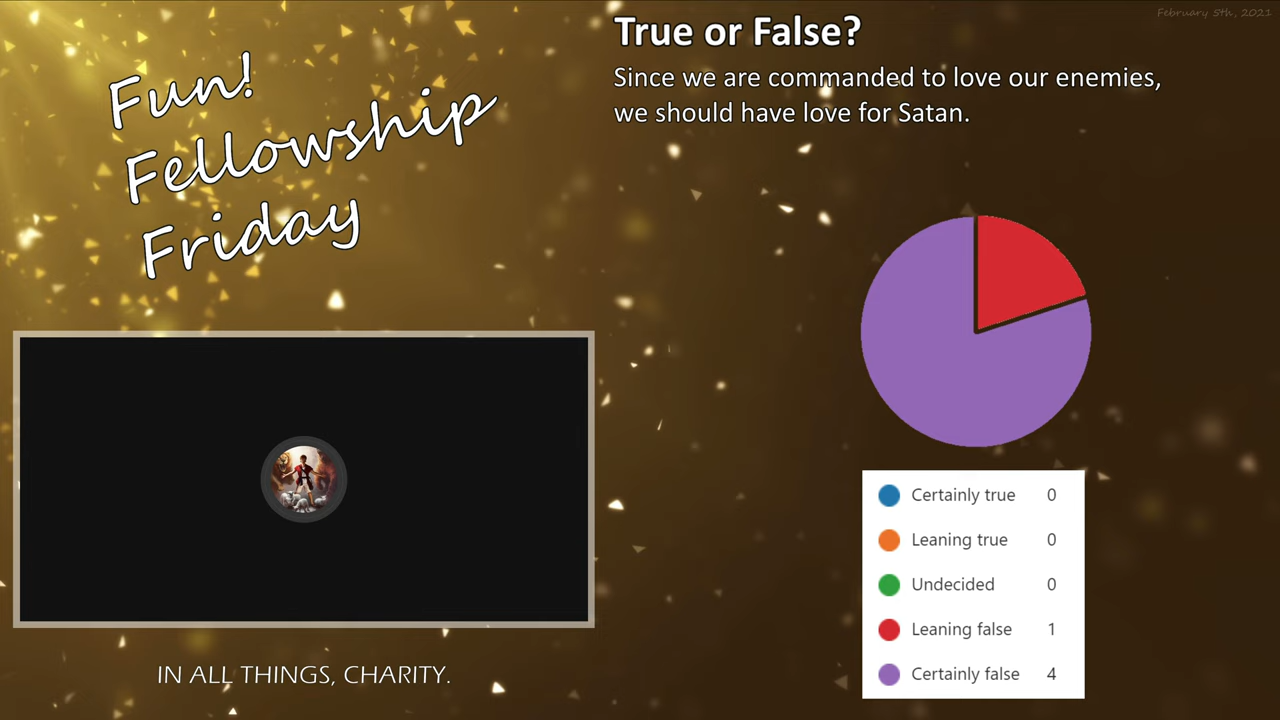 February 5th, 2021
Fun!
Fellowship
Friday
True or False?
Since we are commanded to love our enemies,
we should have love for Satan.
Certainly true 0
Leaning true 0
Undecided 0
Leaning false 1
Certainly false 4
IN ALL THINGS, CHARITY.